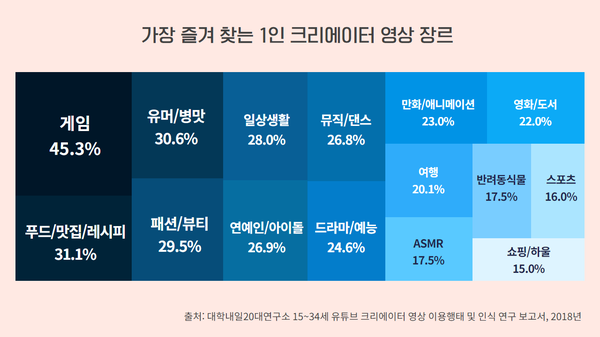 가장 즐겨 찾는 1인 크리에이터 영상 장르
게임
45.3%
푸드/맛집/레시피
31.1%
유머/병맛
30.6%
패션/뷰티
29.5%
일상생활
28.0%
연예인/아이돌
26.9%
뮤직/댄스
26.8%
드라마/예능
24.6%
만화/애니메이션
23.0%
영화/도서
22.0%
여행
20.1%
ASMR
17.5%
반려동식물
17.5%
스포츠
16.0%
쇼핑/하울
15.0%
출처: 대학내일20대연구소 15~34세 유튜브 크리에이터 영상 이용행태 및 인식 연구 보고서, 2018년